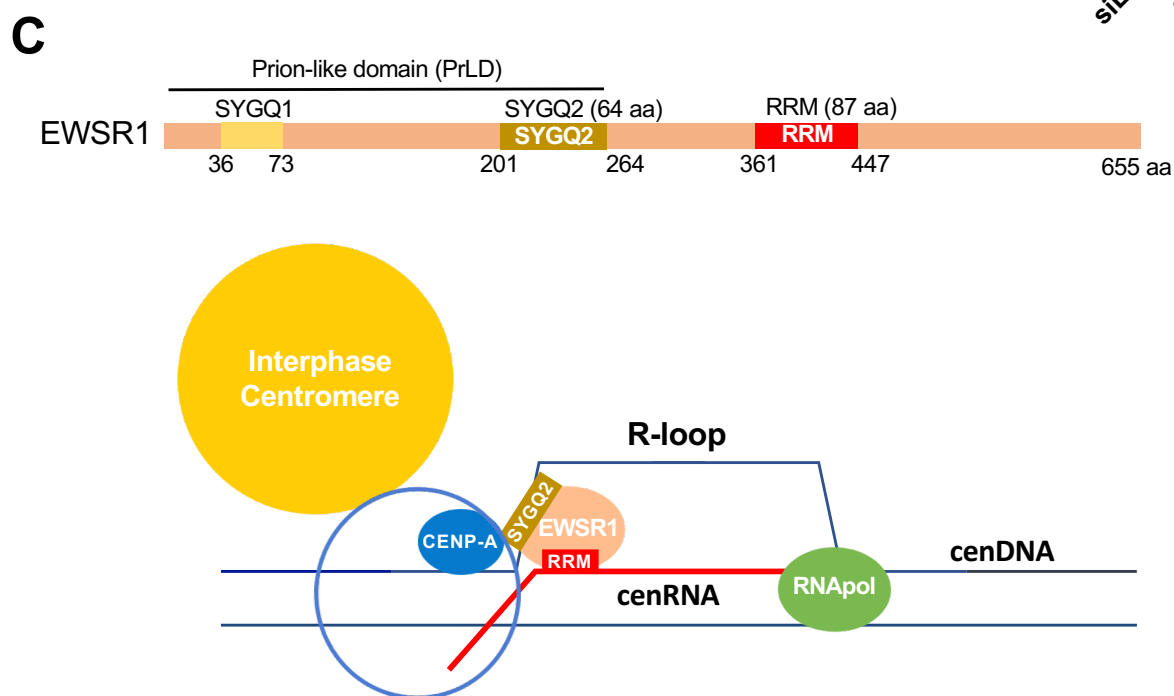 C
Prion-like domain (PrLD)
SYGQ1 SYGQ2 (64 aa) RRM (87 aa)
EWSR1 SYGQ2 RRM
36 73 201 264 361 447 655 aa
Interphase
Centromere
R-loop
SYGQ2
EWSR1
CENP-A
RRM
cenDNA
cenRNA
RNApol